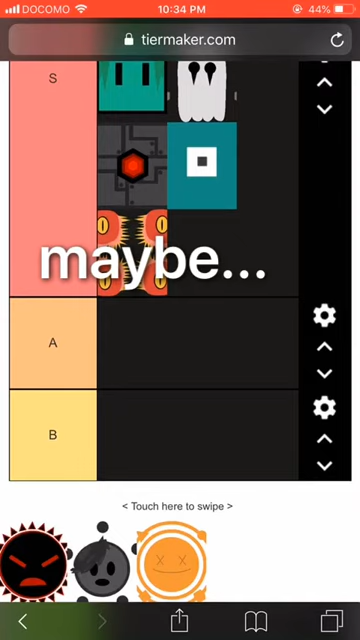 DOCOMO 10:34 PM 44%
tiermaker.com
S
maybe...
A
B
< Touch here to swipe >